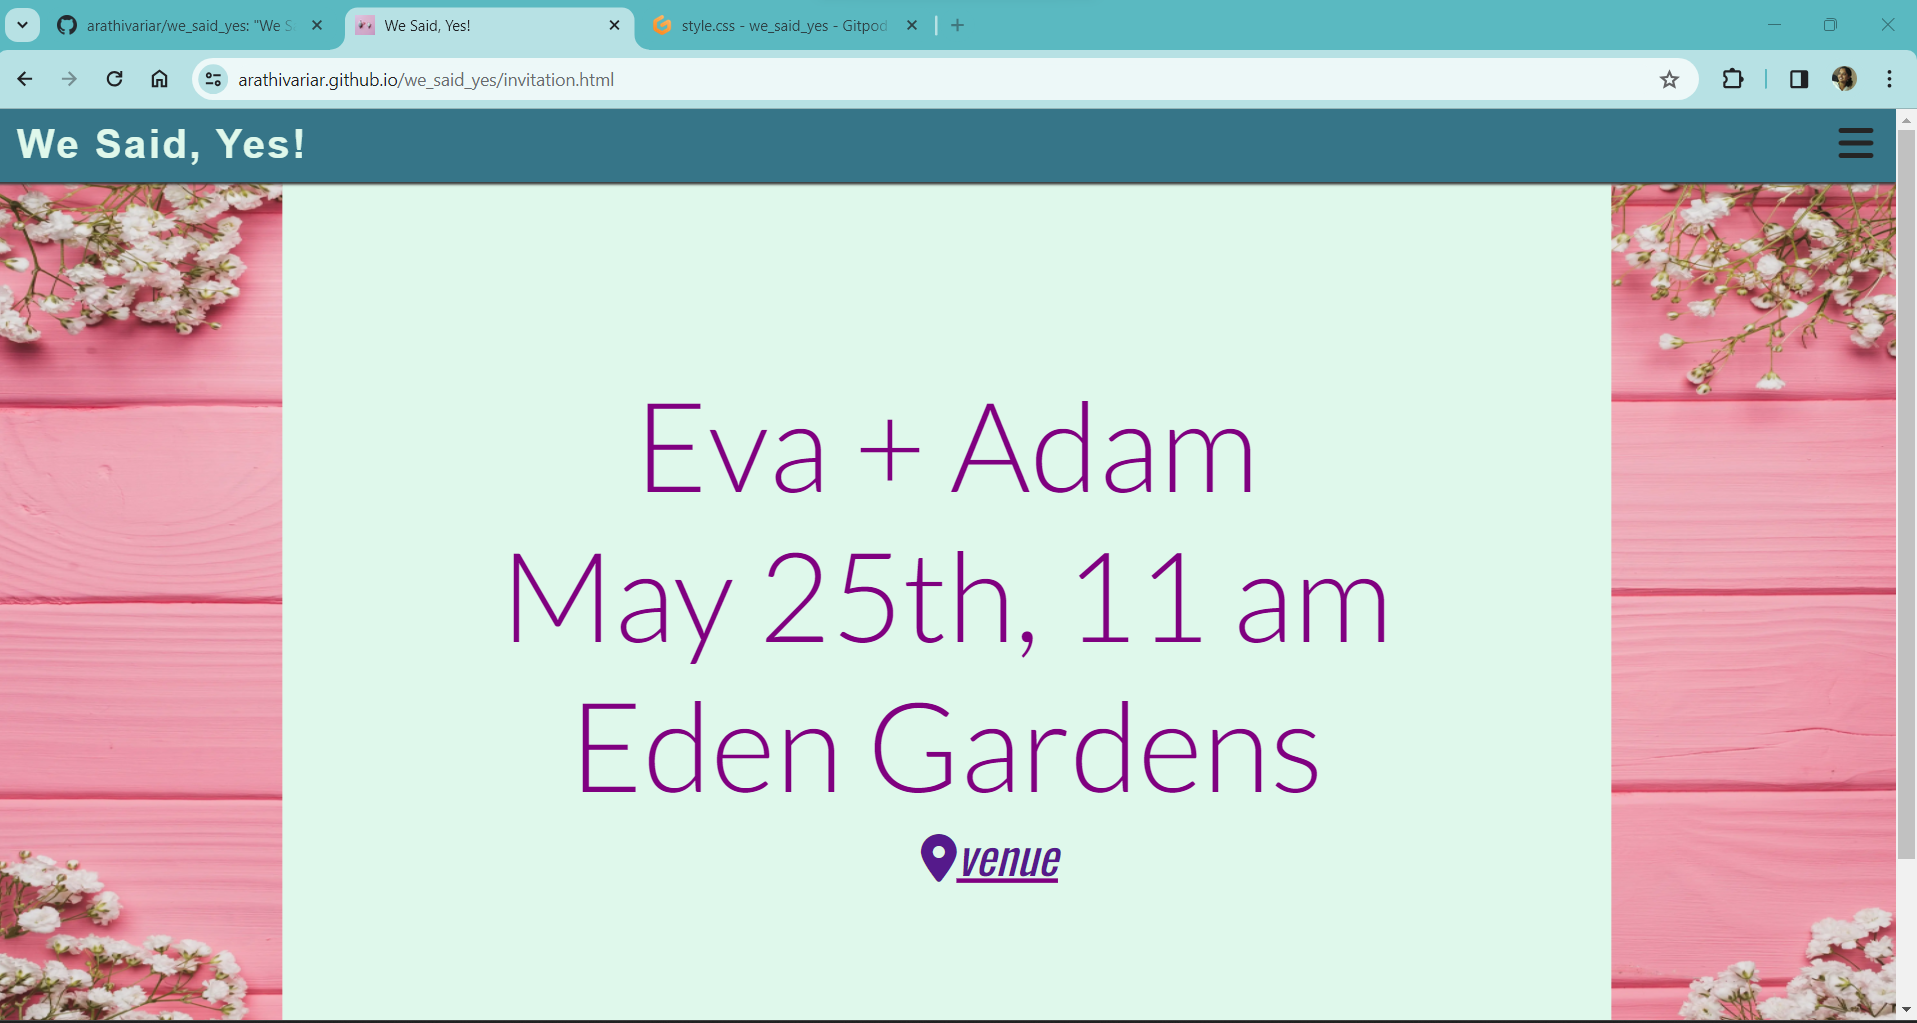 arathivariar/we_said_yes: "We S
We Said, Yes!
style.css - we_said_yes - Gitpod
arathivariar.github.io/we_said_yes/invitation.html
We Said, Yes!
Eva + Adam
May 25th, 11 am
Eden Gardens
venue